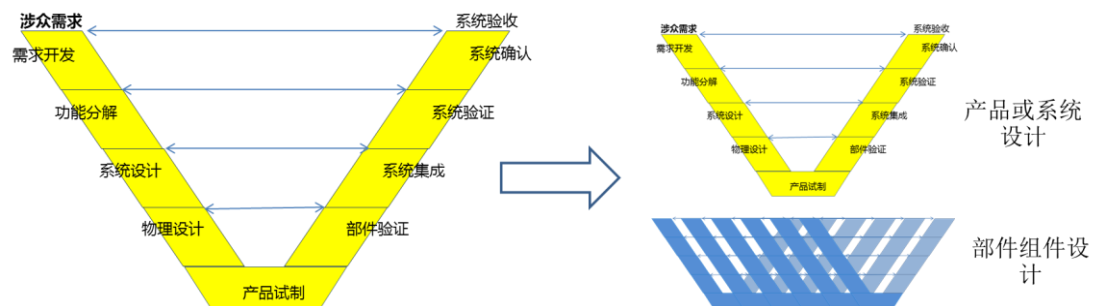 涉众需求
系统验收
需求开发
系统确认
功能分解
系统验证
系统设计
系统集成
物理设计
部件验证
产品试制
涉众需求
系统验收
需求开发
系统确认
功能分解
系统验证
系统设计
系统集成
物理设计
部件验证
产品试制
产品或系统
设计
部件组件设
计